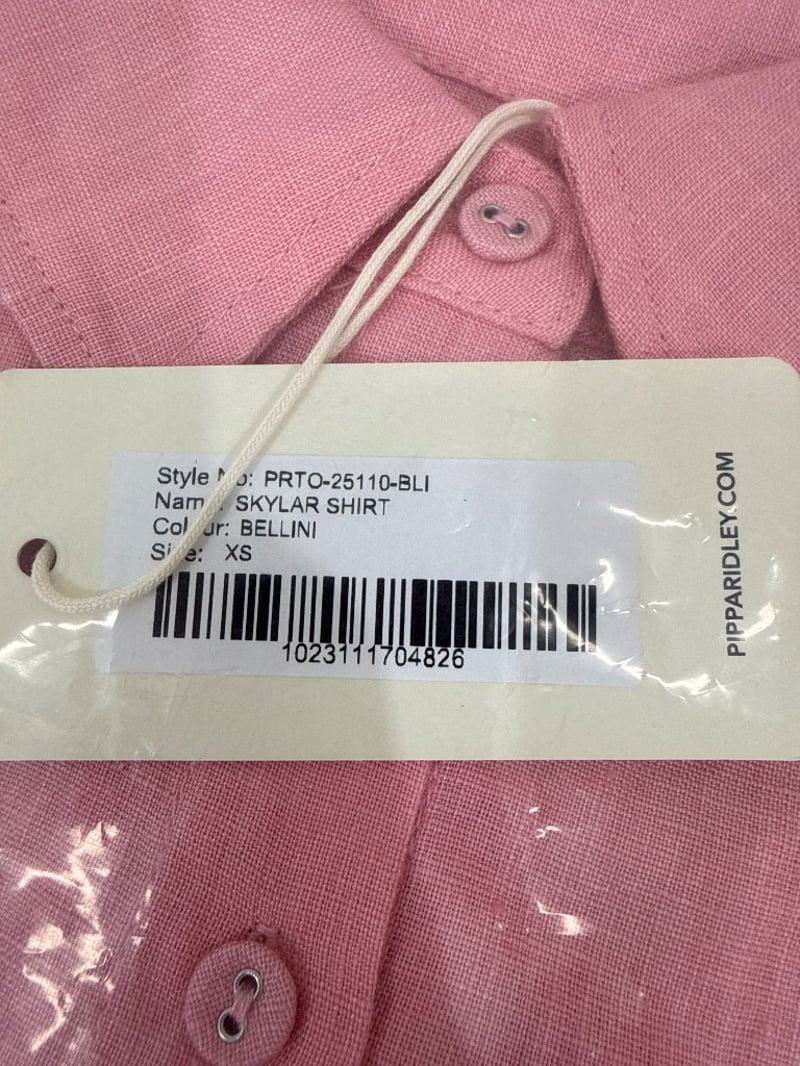 Style No: PRTO-25110-BLI
Name: SKYLAR SHIRT
Colour: BELLINI
Size: XS
1023111704826
PIPPARIDLEY.COM